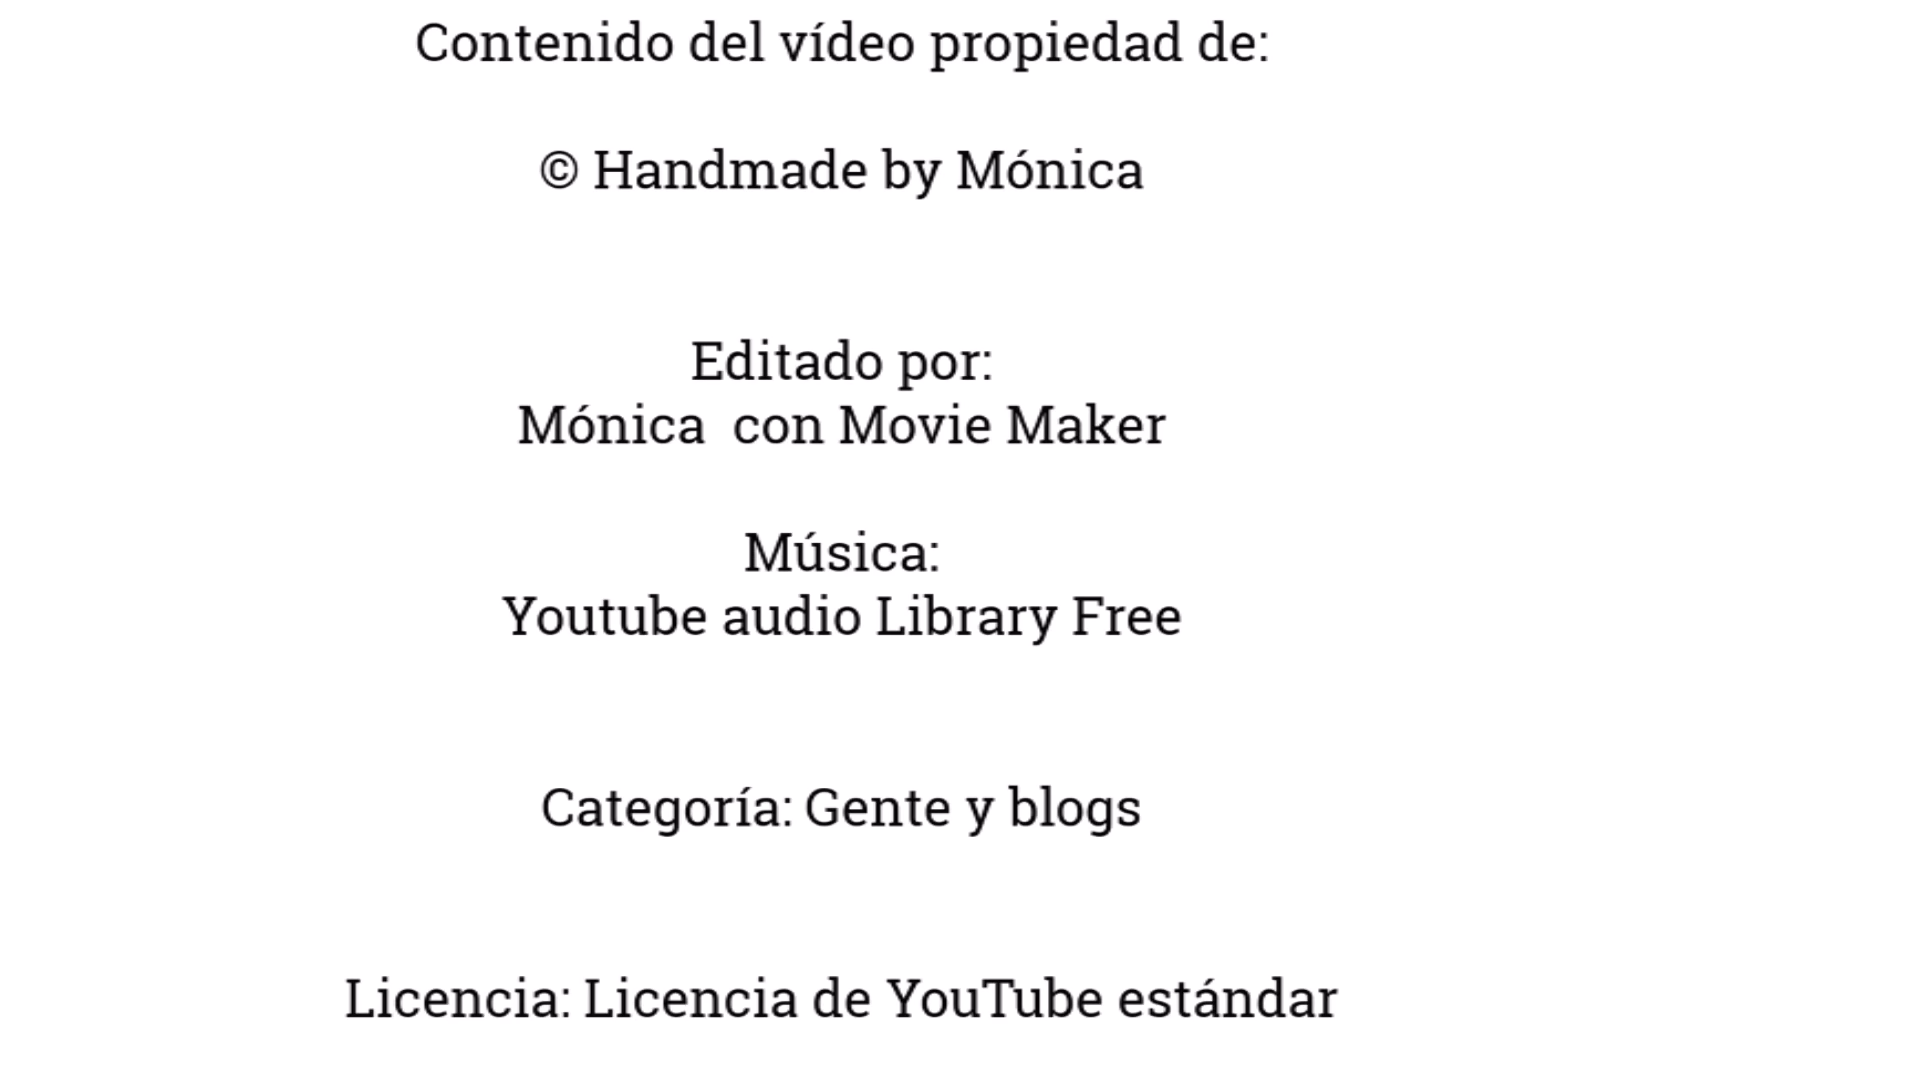 Contenido del vídeo propiedad de:
© Handmade by Mónica
Editado por:
Mónica  con Movie Maker
Música:
Youtube audio Library Free
Categoría: Gente y blogs
Licencia: Licencia de YouTube estándar